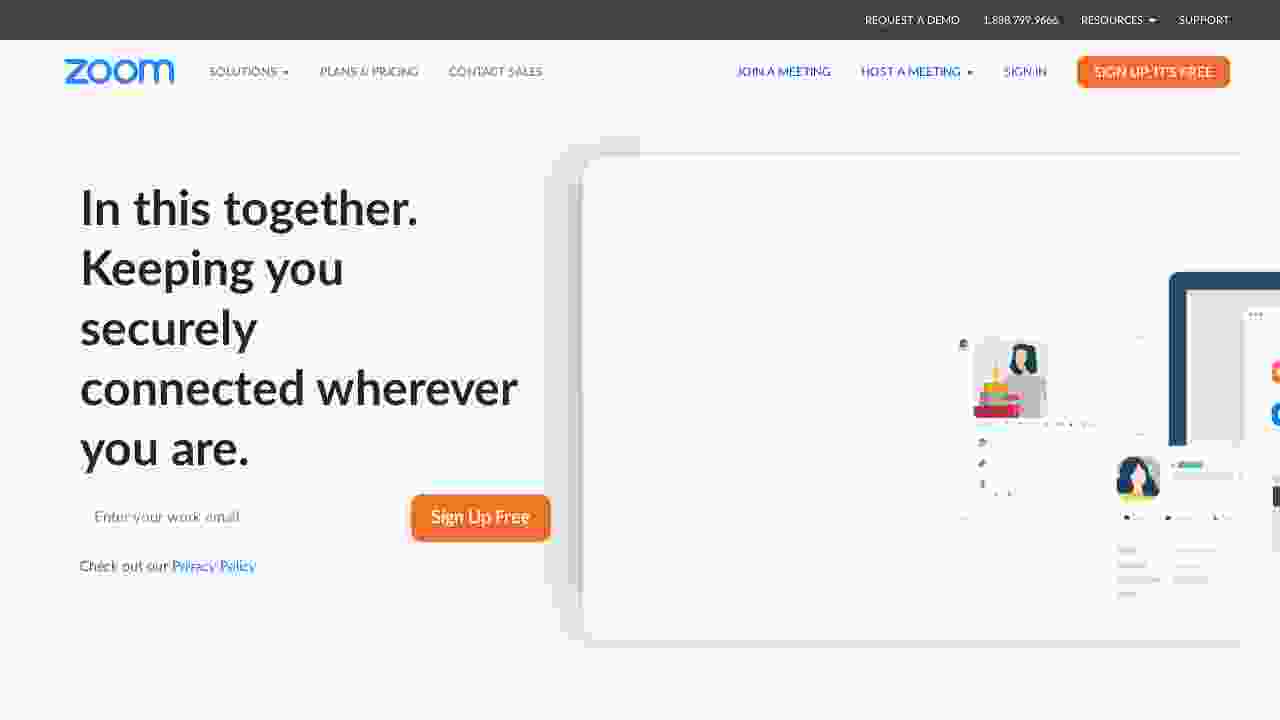 REQUEST A DEMO 1.888.799.9666 RESOURCES SUPPORT
zoom SOLUTIONS PLANS & PRICING CONTACT SALES JOIN A MEETING HOST A MEETING SIGN IN SIGN UP, IT'S FREE
In this together.
Keeping you
securely
connected wherever
you are.
Enter your work email Sign Up Free
Check out our Privacy Policy